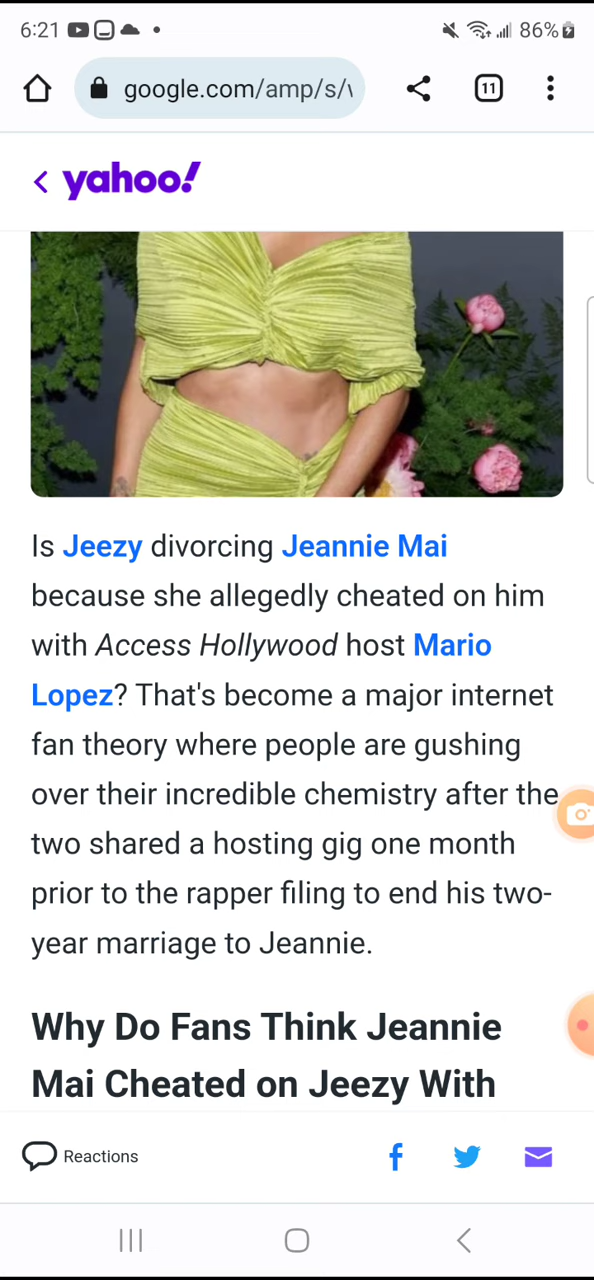 6:21
86%
google.com/amp/s/
11
yahoo!
Is Jeezy divorcing Jeannie Mai
because she allegedly cheated on him
with Access Hollywood host Mario
Lopez? That's become a major internet
fan theory where people are gushing
over their incredible chemistry after the
two shared a hosting gig one month
prior to the rapper filing to end his two-
year marriage to Jeannie.
Why Do Fans Think Jeannie
Mai Cheated on Jeezy With
Reactions